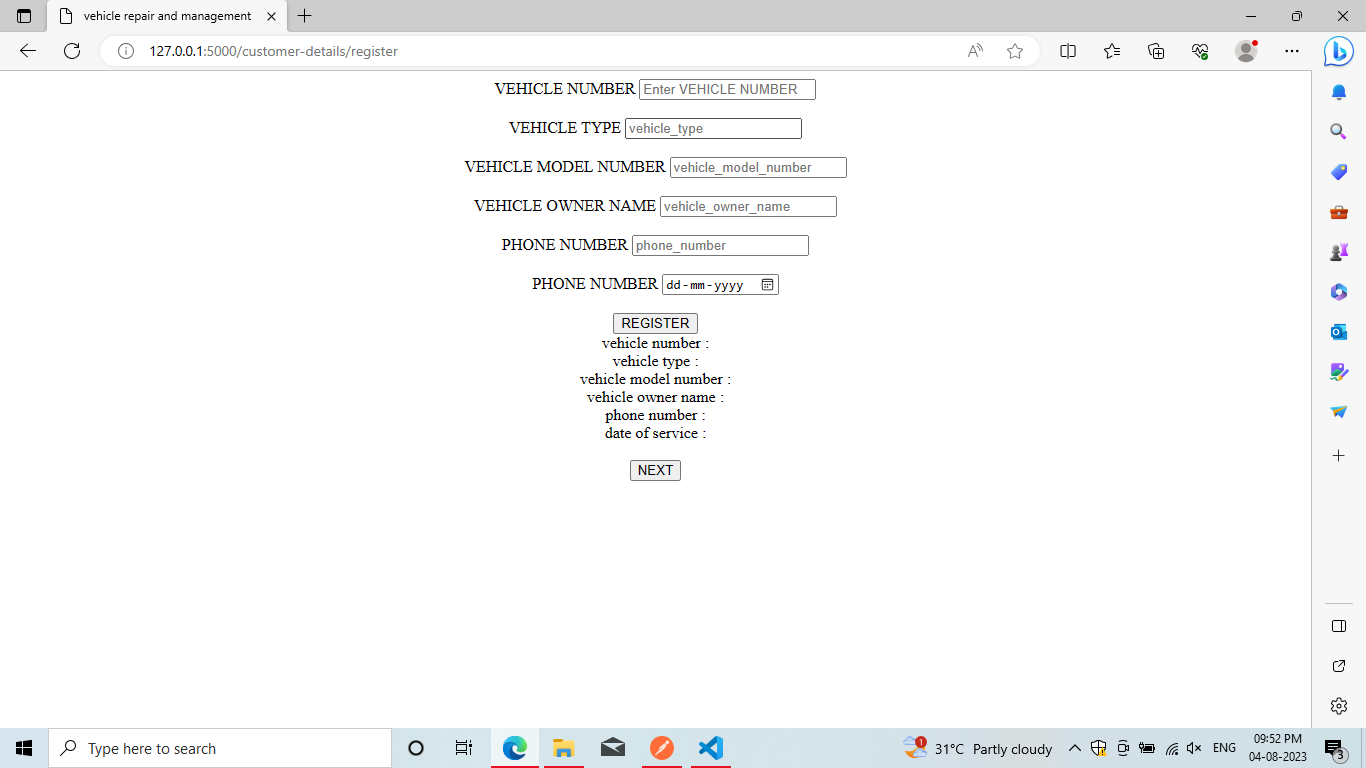 vehicle repair and management
127.0.0.1:5000/customer-details/register
VEHICLE NUMBER Enter VEHICLE NUMBER
VEHICLE TYPE vehicle_type
VEHICLE MODEL NUMBER vehicle_model_number
VEHICLE OWNER NAME vehicle_owner_name
PHONE NUMBER phone_number
PHONE NUMBER dd-mm-yyyy
REGISTER
vehicle number :
vehicle type :
vehicle model number :
vehicle owner name :
phone number :
date of service :
NEXT
Type here to search
1
31°C Partly cloudy
ENG
09:52 PM
04-08-2023
3